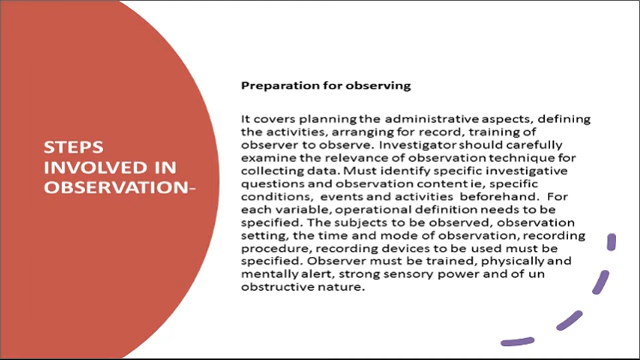 STEPS
INVOLVED IN
OBSERVATION-
Preparation for observing
It covers planning the administrative aspects, defining
the activities, arranging for record, training of
observer to observe. Investigator should carefully
examine the relevance of observation technique for
collecting data. Must identify specific investigative
questions and observation content ie, specific
conditions, events and activities beforehand. For
each variable, operational definition needs to be
specified. The subjects to be observed, observation
setting, the time and mode of observation, recording
procedure, recording devices to be used must be
specified. Observer must be trained, physically and
mentally alert, strong sensory power and of un
obstructive nature.